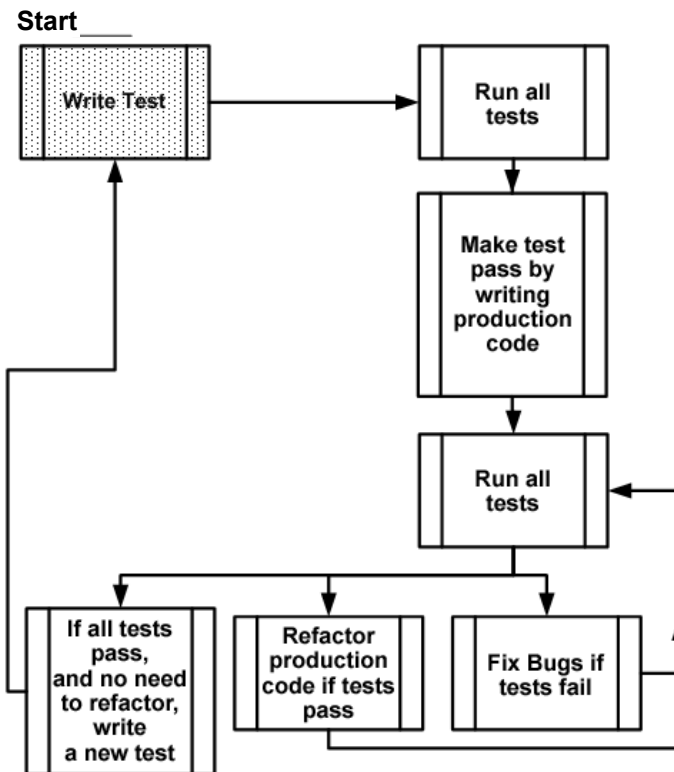 Start
Write Test
Run all
tests
Make test
pass by
writing
production
code
Run all
tests
If all tests
pass,
and no need
to refactor,
write
a new test
Refactor
production
code if tests
pass
Fix Bugs if
tests fail